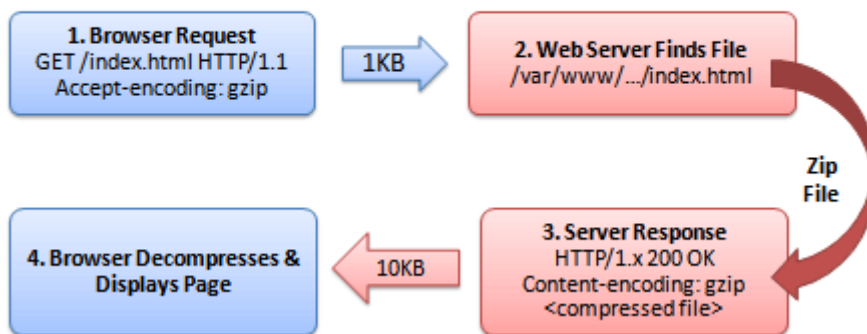 1. Browser Request
GET /index.html HTTP/1.1
Accept-encoding: gzip
1KB
2. Web Server Finds File
/var/www/.../index.html
Zip
File
3. Server Response
HTTP/1.x 200 OK
Content-encoding: gzip
<compressed file>
10KB
4. Browser Decompresses &
Displays Page